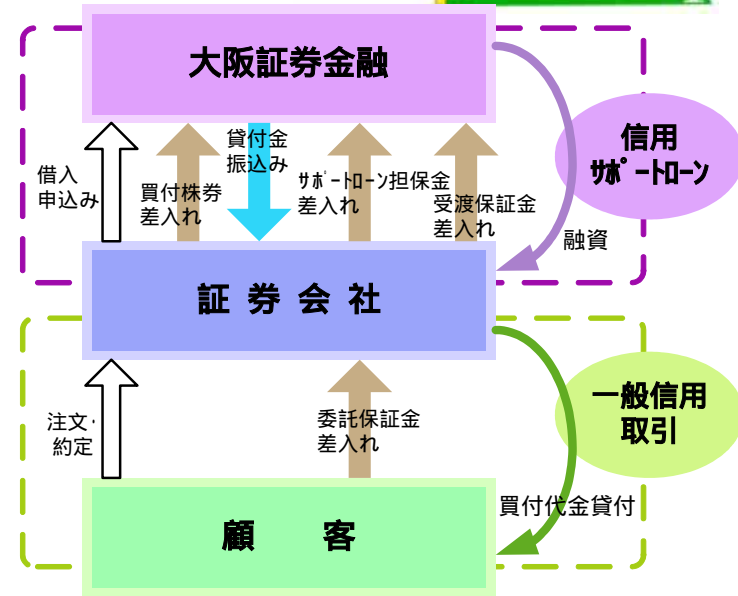 大阪証券金融
信用
ｻﾎﾟｰﾄﾛｰﾝ
借入
申込み
買付株券
差入れ
貸付金
振込み
ｻﾎﾟｰﾄﾛｰﾝ担保金
差入れ
受渡保証金
差入れ
融資
証券会社
一般信用
取引
注文･
約定
委託保証金
差入れ
買付代金貸付
顧客